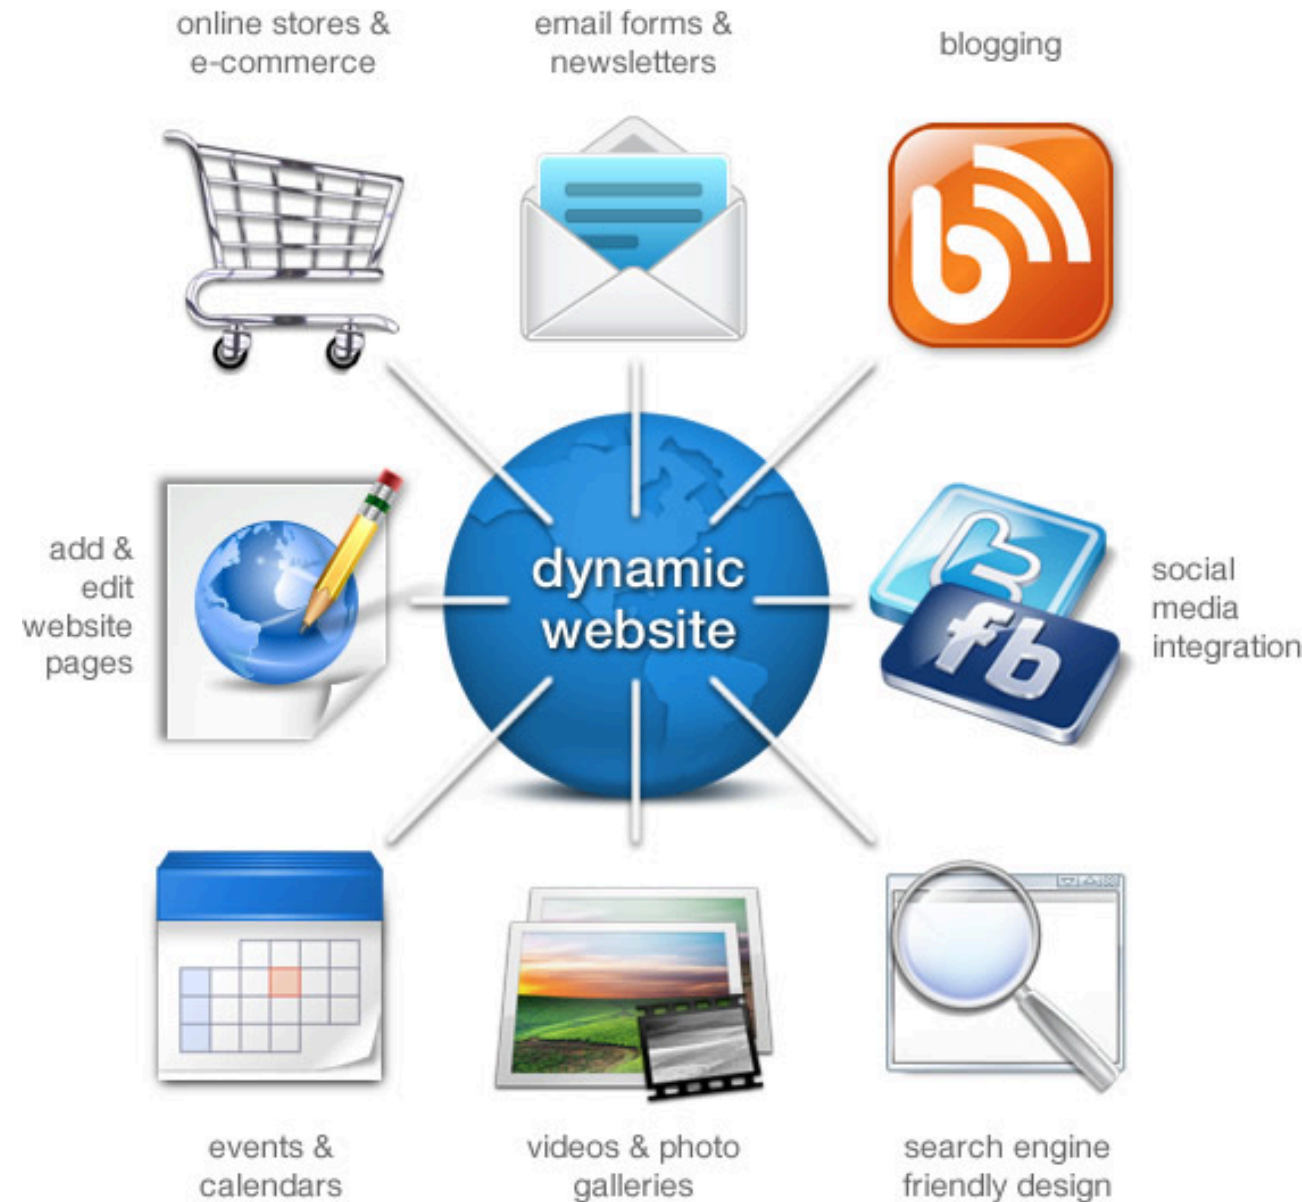 online stores &
e-commerce
email forms &
newsletters
blogging
b
add &
edit
website
pages
dynamic
website
t
fb
social
media
integration
events &
calendars
videos & photo
galleries
search engine
friendly design